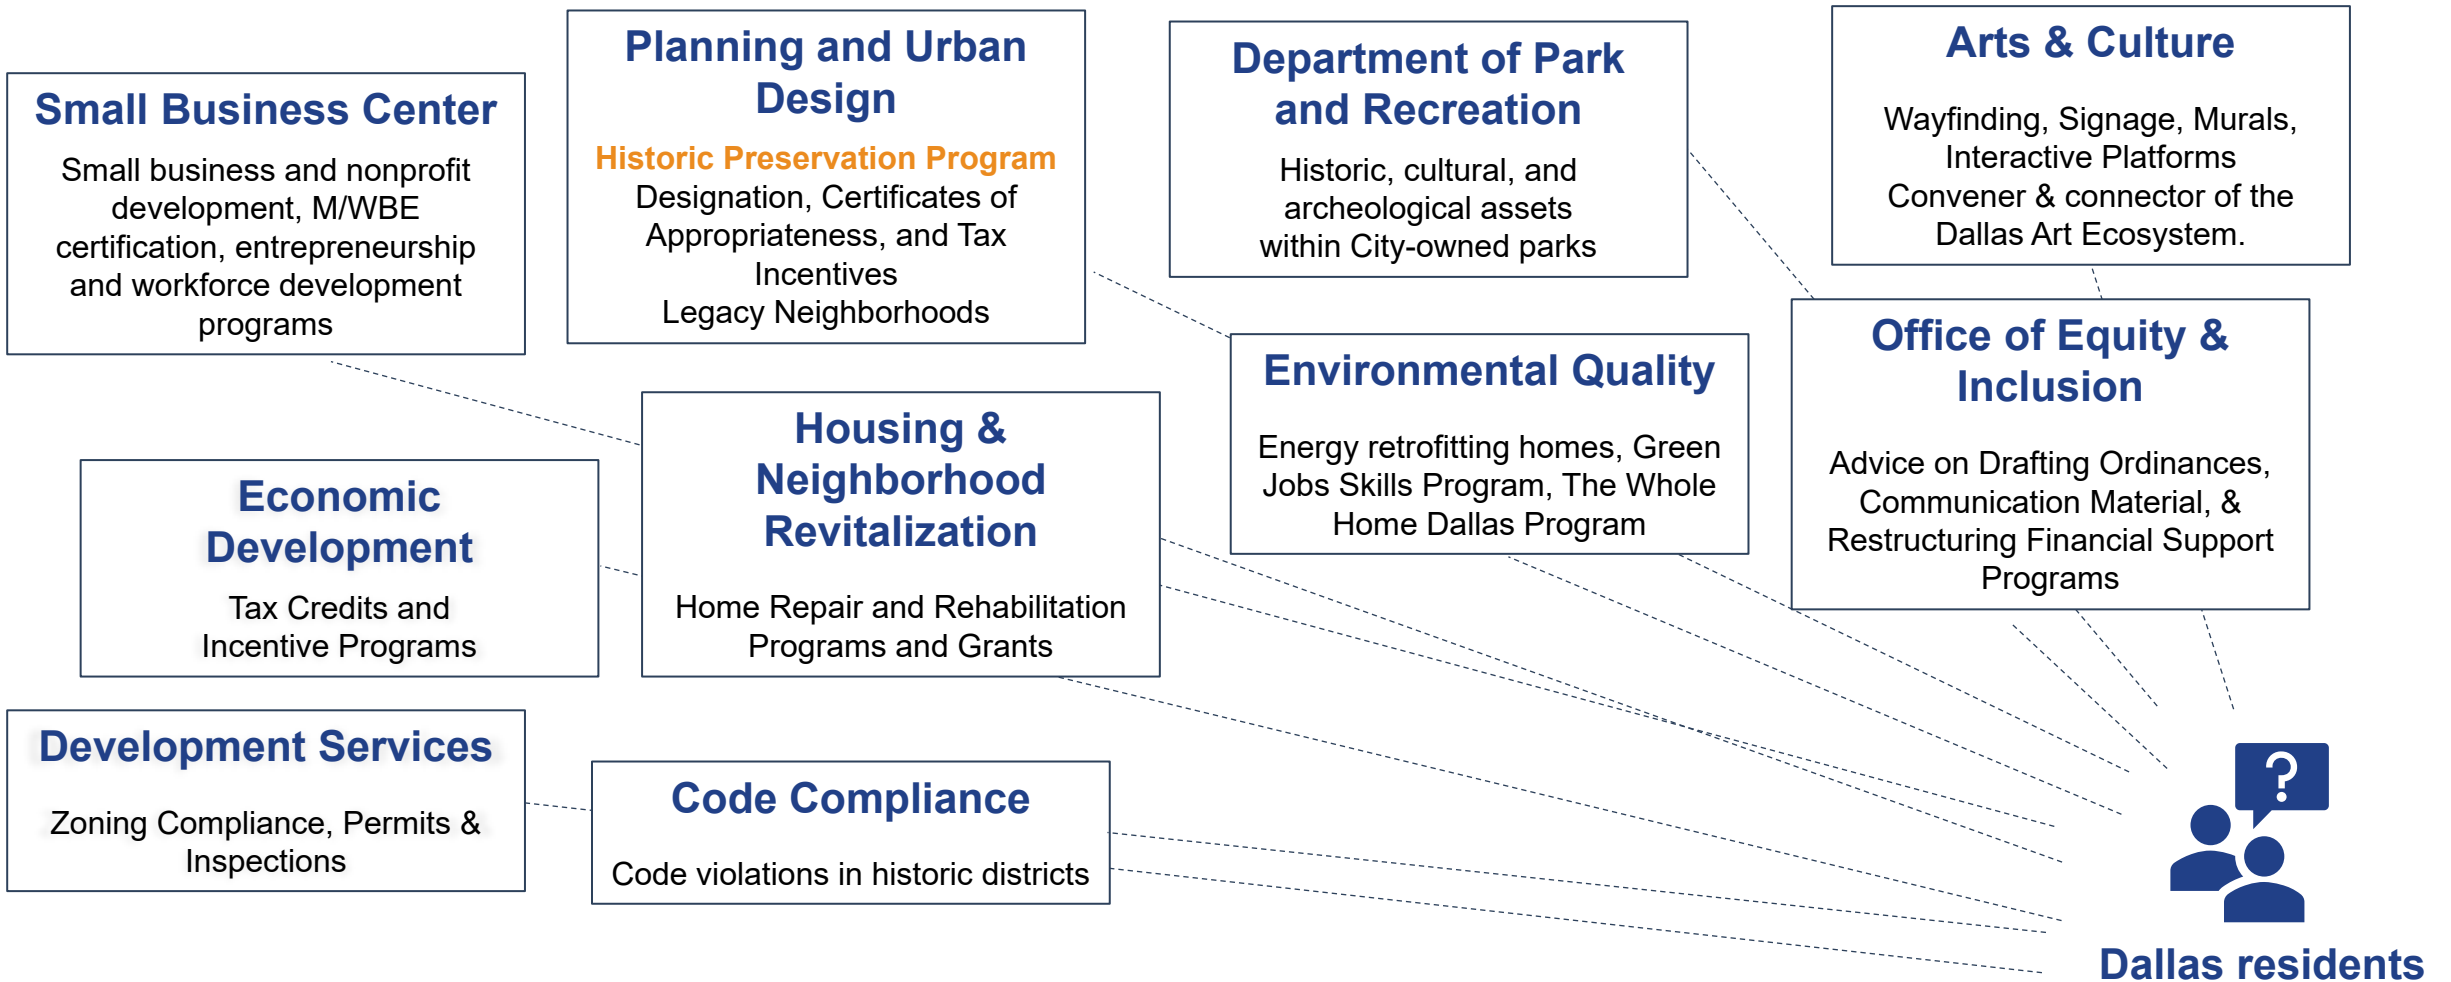 Small Business Center
Small business and nonprofit
development, M/WBE
certification, entrepreneurship
and workforce development
programs
Planning and Urban
Design
Historic Preservation Program
Designation, Certificates of
Appropriateness, and Tax
Incentives
Legacy Neighborhoods
Department of Park
and Recreation
Historic, cultural, and
archeological assets
within City-owned parks
Arts & Culture
Wayfinding, Signage, Murals,
Interactive Platforms
Convener & connector of the
Dallas Art Ecosystem.
Economic
Development
Tax Credits and
Incentive Programs
Housing &
Neighborhood
Revitalization
Home Repair and Rehabilitation
Programs and Grants
Environmental Quality
Energy retrofitting homes, Green
Jobs Skills Program, The Whole
Home Dallas Program
Office of Equity &
Inclusion
Advice on Drafting Ordinances,
Communication Material, &
Restructuring Financial Support
Programs
Development Services
Zoning Compliance, Permits &
Inspections
Code Compliance
Code violations in historic districts
?
Dallas residents